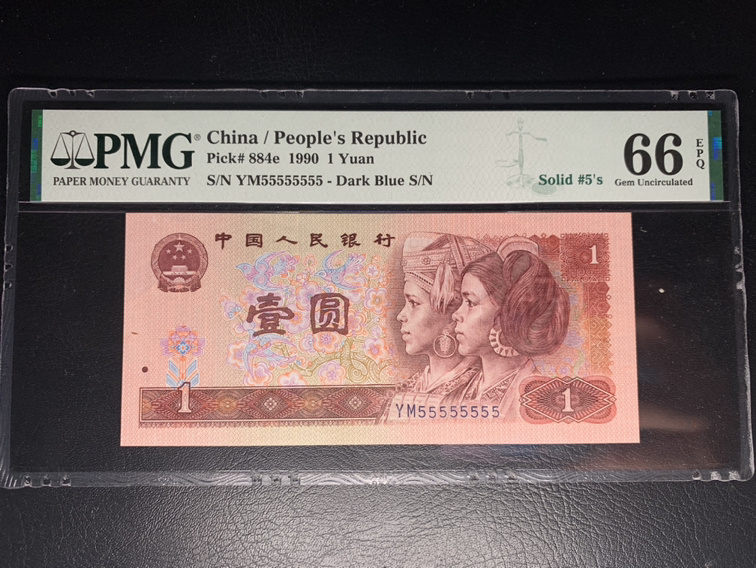 PMG®
PAPER MONEY GUARANTY
China / People's Republic
Pick# 884e 1990 1 Yuan
S/N YM55555555 - Dark Blue S/N
Solid #5's
66
EPQ
Gem Uncirculated
中国人民银行
1
壹圆
1
YM55555555
1